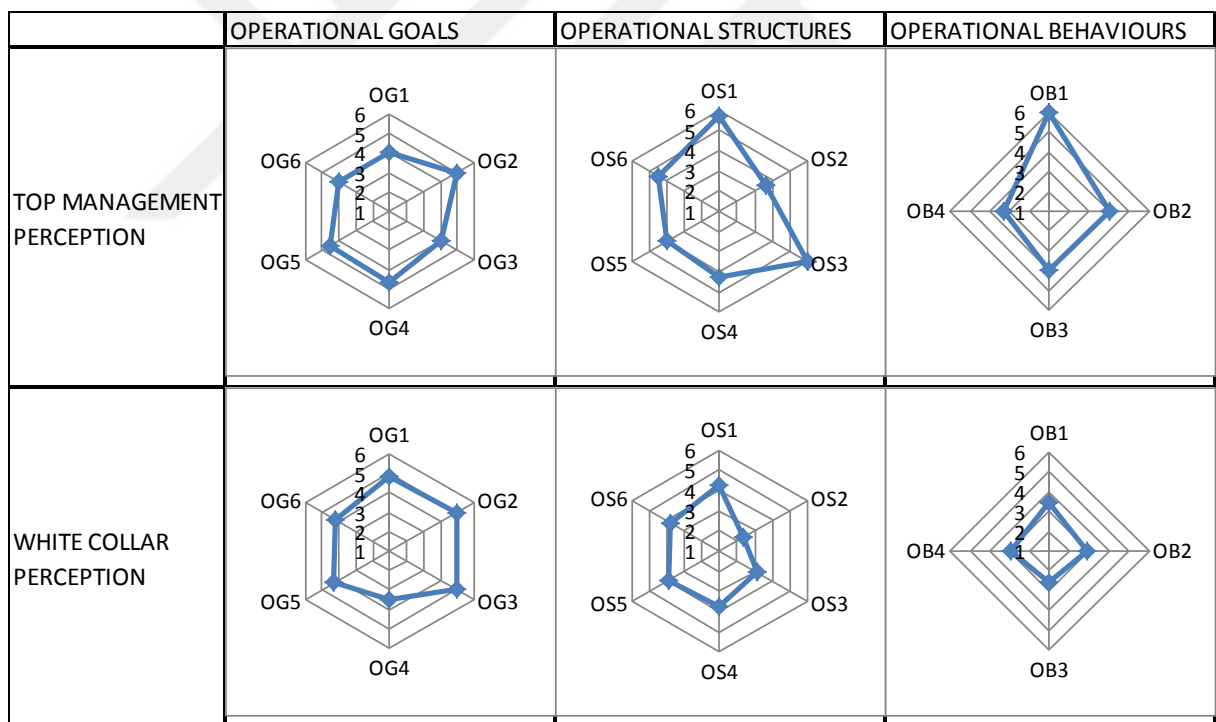 OPERATIONAL GOALS OPERATIONAL STRUCTURES OPERATIONAL BEHAVIOURS
TOP MANAGEMENT
PERCEPTION
OG1
6
5
4
3
2
1
OG2
OG3
OG4
OG5
OG6
OS1
6
5
4
3
2
1
OS2
OS3
OS4
OS5
OS6
OB1
6
5
4
3
2
1
OB2
OB3
OB4
WHITE COLLAR
PERCEPTION
OG1
6
5
4
3
2
1
OG2
OG3
OG4
OG5
OG6
OS1
6
5
4
3
2
1
OS2
OS3
OS4
OS5
OS6
OB1
6
5
4
3
2
1
OB2
OB3
OB4